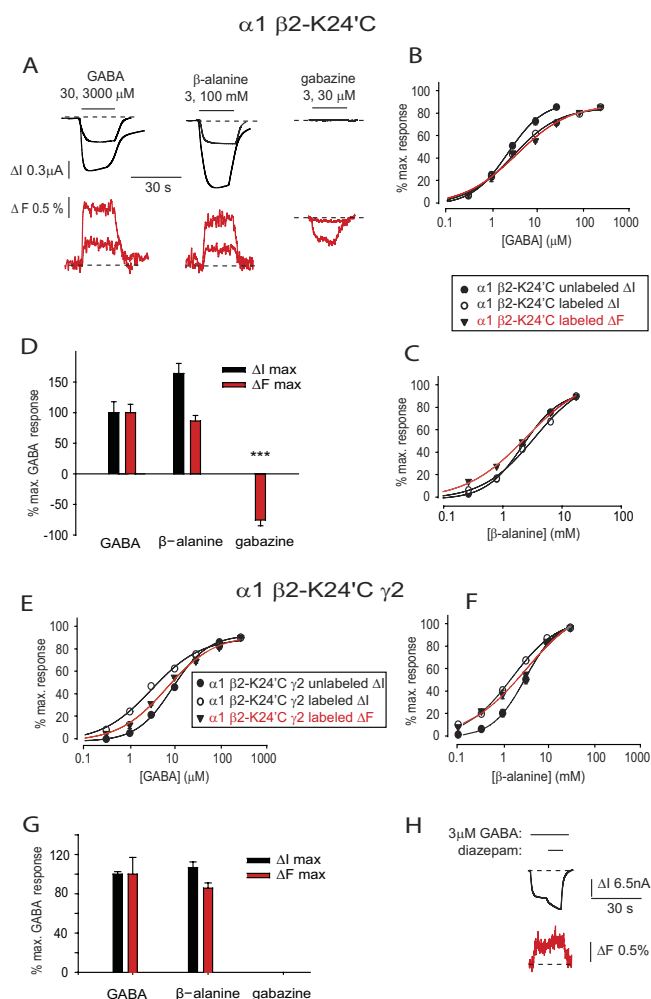 α1 β2-K24'C
A
GABA
30, 3000 μM
β-alanine
3, 100 mM
gabazine
3, 30 μM
ΔI 0.3μA
30 s
ΔF 0.5 %
B
% max. response
100
80
60
40
20
0
0.1 1 10 100 1000
[GABA] (μM)
α1 β2-K24'C unlabeled ΔI
α1 β2-K24'C labeled ΔI
α1 β2-K24'C labeled ΔF
D
% max. GABA response
150
100
50
0
-50
-100
ΔI max
ΔF max
***
GABA β−alanine gabazine
C
% max. response
100
80
60
40
20
0
0.1 1 10 100
[β-alanine] (mM)
α1 β2-K24'C γ2
E
% max. response
100
80
60
40
20
0
0.1 1 10 100 1000
[GABA] (μM)
α1 β2-K24'C γ2 unlabeled ΔI
α1 β2-K24'C γ2 labeled ΔI
α1 β2-K24'C γ2 labeled ΔF
F
% max. response
100
80
60
40
20
0
0.1 1 10 100 1000
[β-alanine] (mM)
G
% max. GABA response
120
80
40
0
ΔI max
ΔF max
GABA β−alanine gabazine
H
3μM GABA:
diazepam:
ΔI 6.5nA
30 s
ΔF 0.5%